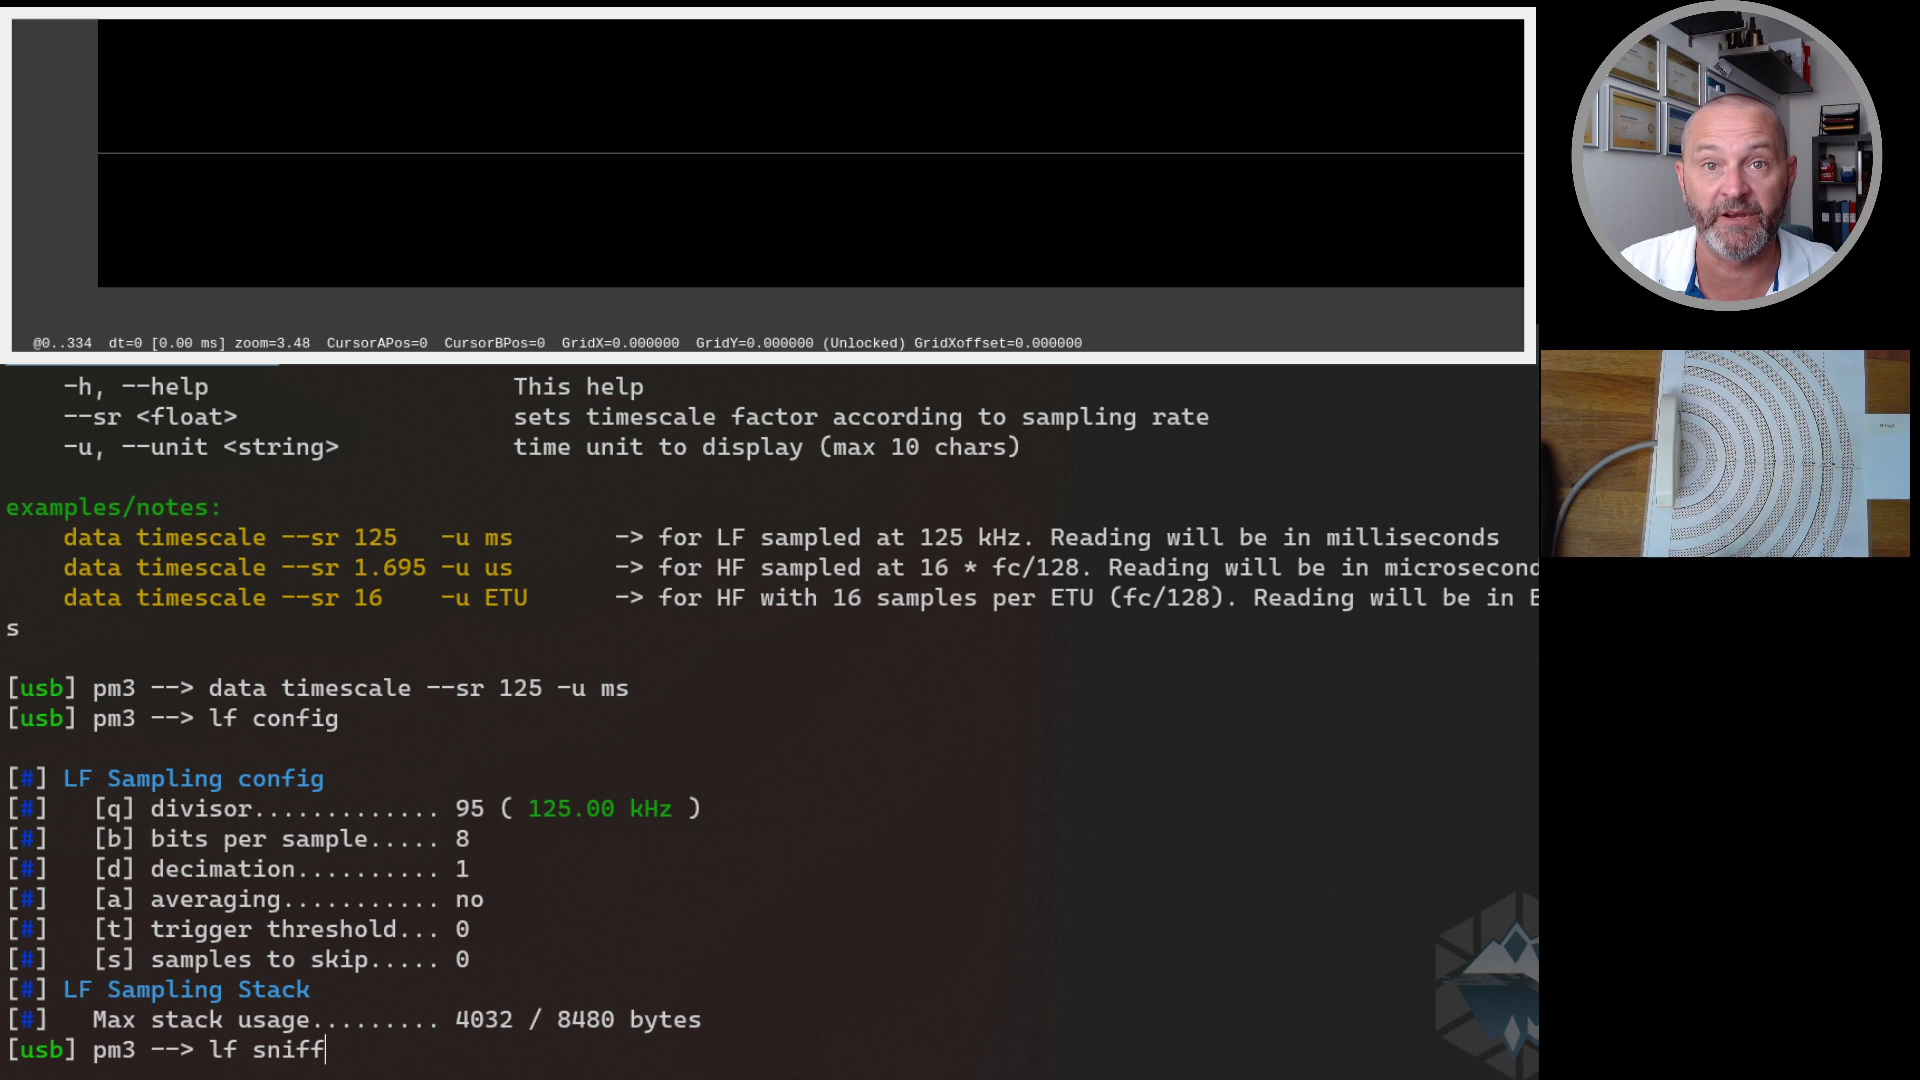 @0..334  dt=0 [0.00 ms] zoom=3.48  CursorAPos=0  CursorBPos=0  GridX=0.000000  GridY=0.000000 (Unlocked) GridXoffset=0.000000
-h, --help                     This help
--sr <float>                   sets timescale factor according to sampling rate
-u, --unit <string>            time unit to display (max 10 chars)
examples/notes:
data timescale --sr 125   -u ms       -> for LF sampled at 125 kHz. Reading will be in milliseconds
data timescale --sr 1.695 -u us       -> for HF sampled at 16 * fc/128. Reading will be in microsecond
data timescale --sr 16    -u ETU      -> for HF with 16 samples per ETU (fc/128). Reading will be in E
s
[usb] pm3 --> data timescale --sr 125 -u ms
[usb] pm3 --> lf config
[#] LF Sampling config
[#]   [q] divisor............. 95 ( 125.00 kHz )
[#]   [b] bits per sample..... 8
[#]   [d] decimation.......... 1
[#]   [a] averaging........... no
[#]   [t] trigger threshold... 0
[#]   [s] samples to skip..... 0
[#] LF Sampling Stack
[#]   Max stack usage......... 4032 / 8480 bytes
[usb] pm3 --> lf sniff